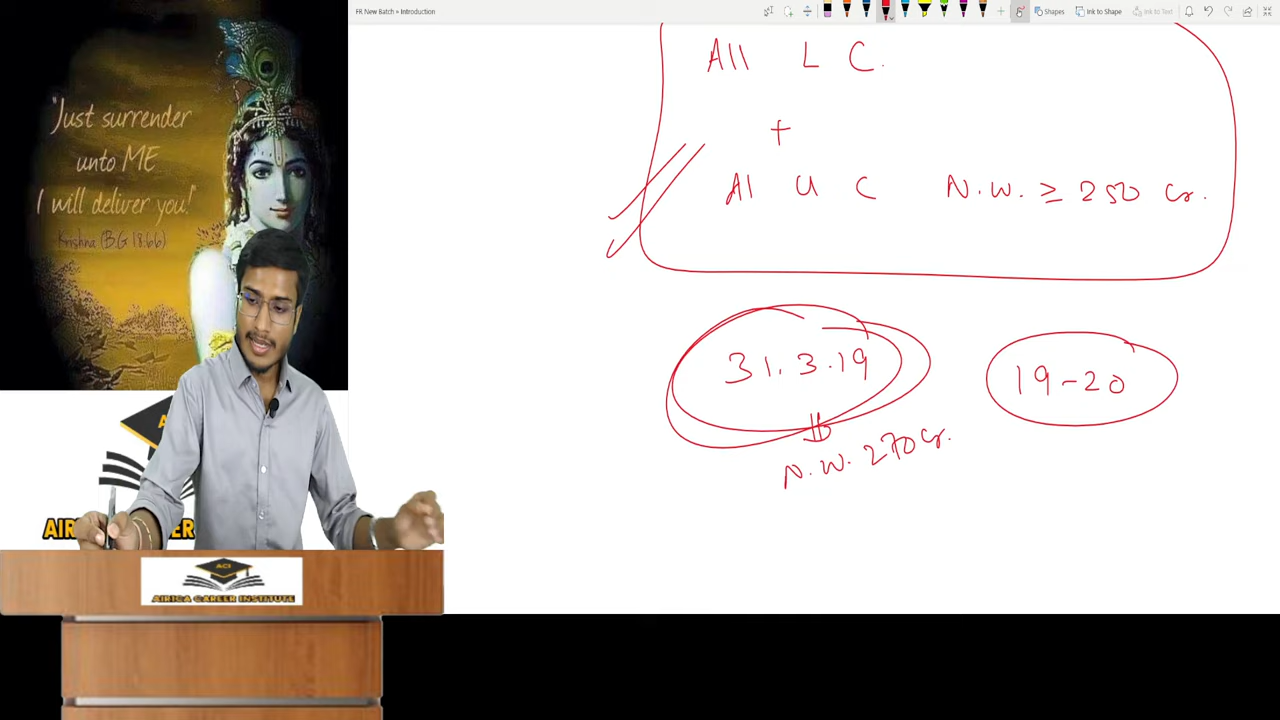 FR New Batch » Introduction
Shapes
Ink to Shape
Ink to Text
"Just surrender
unto ME
I will deliver you!"
Krishna (B.G 18.66)
All L C.
+
Al U C N.W. ≥ 250 Cr.
31.3.19
19-20
N.W. 270 Cr.
ACI
AIRICA CAREER INSTITUTE